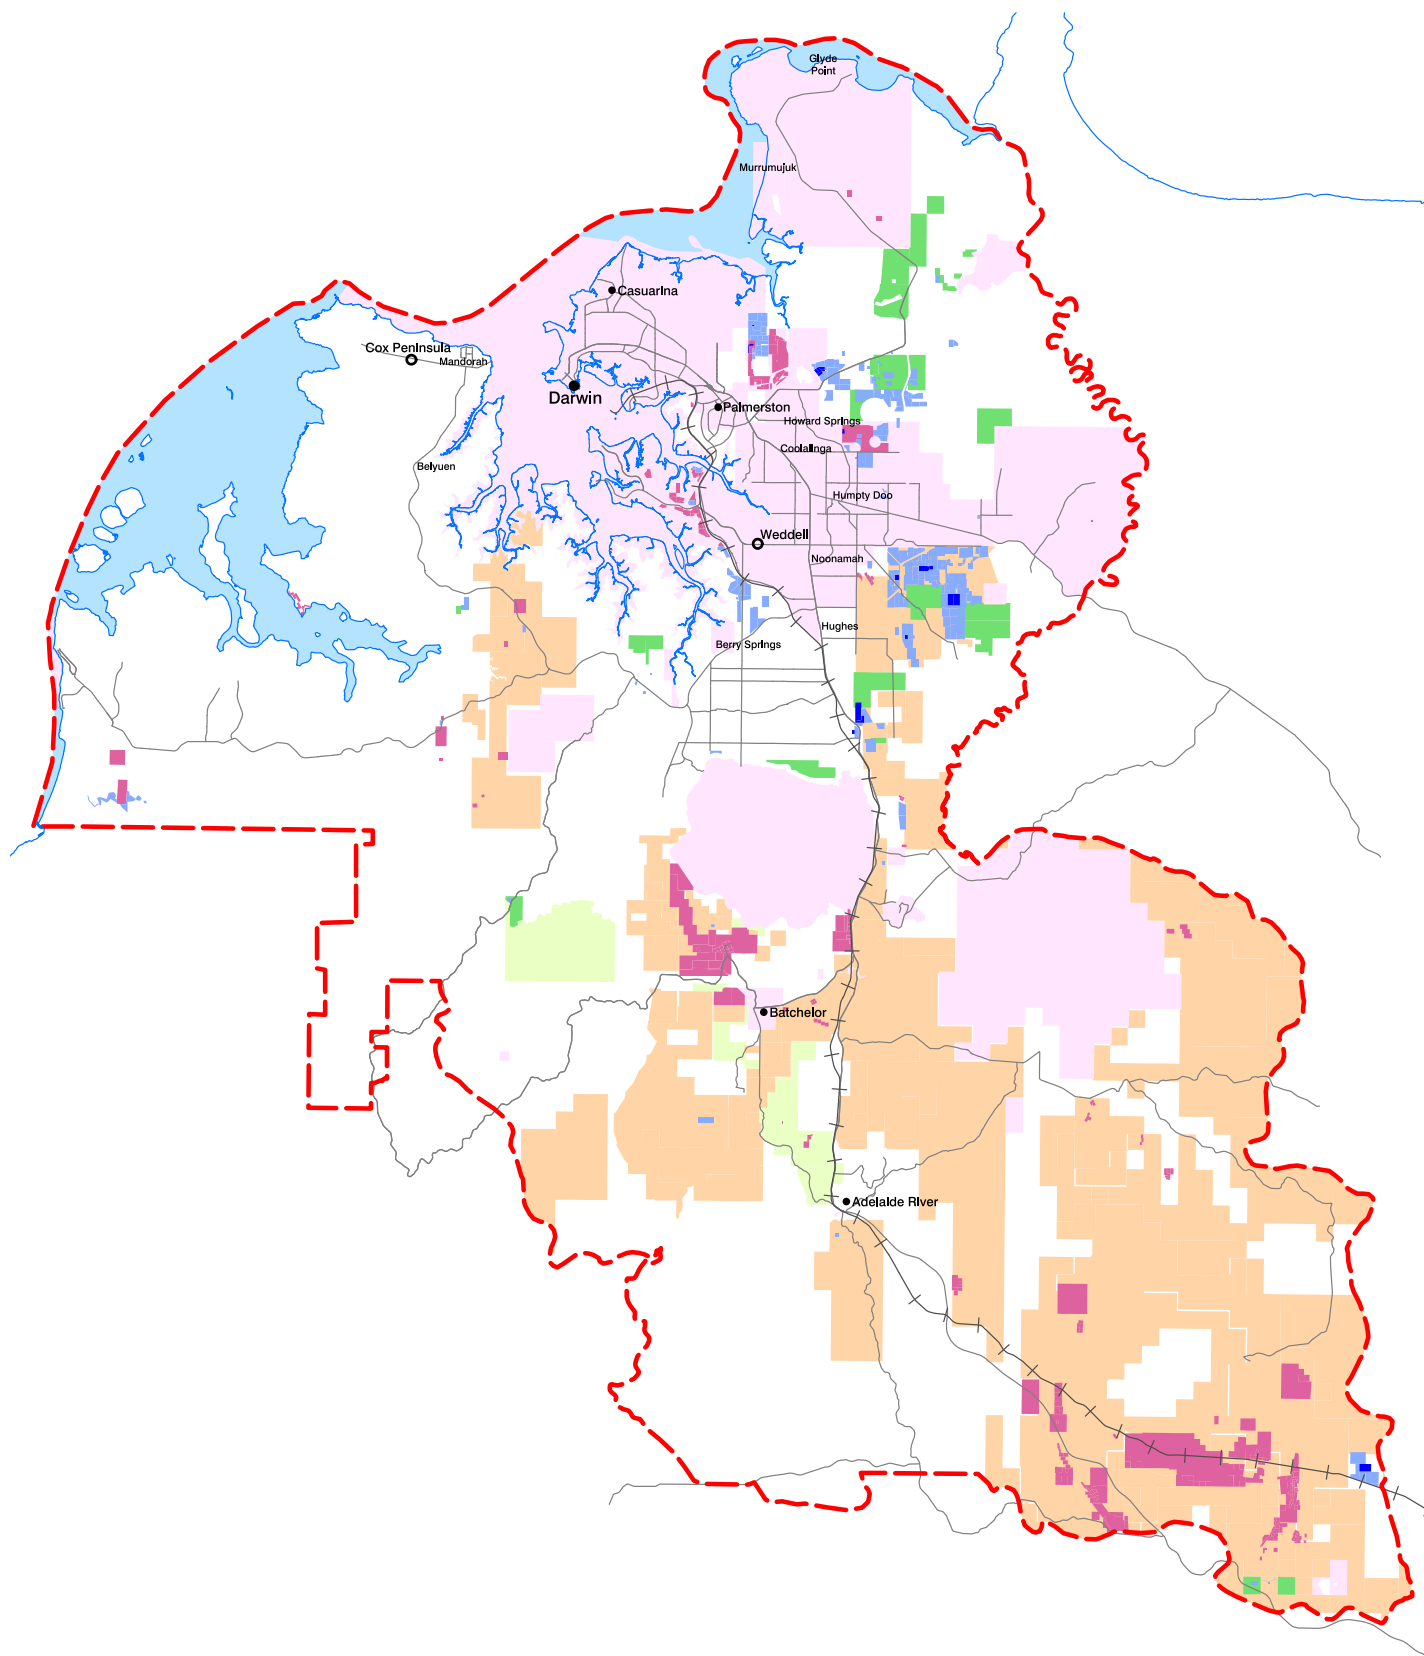 Glyde
Point
Murrumujuk
Casuarina
Cox Peninsula
Mandorah
Darwin
Palmerston
Howard Springs
Coolalinga
Belyuen
Humpty Doo
Weddell
Noonamah
Hughes
Berry Springs
Batchelor
Adelaide River